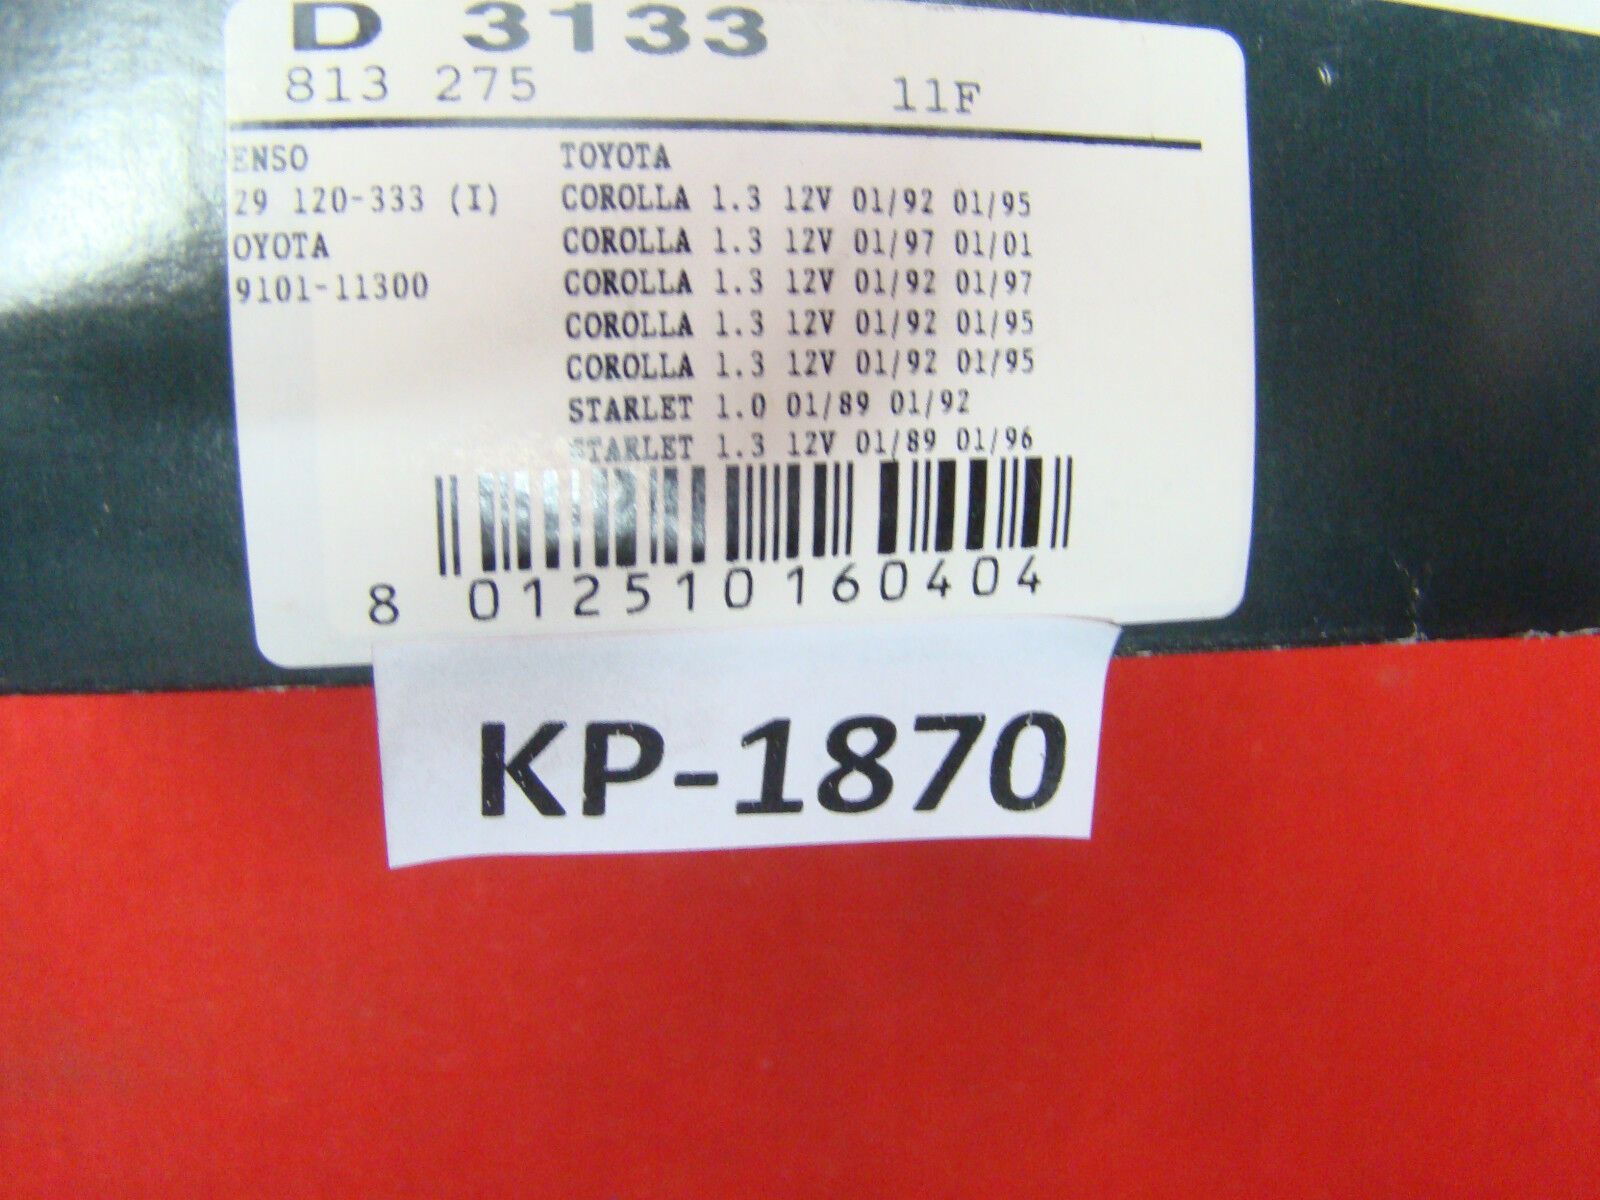 D 3133
813 275 11F
ENSO TOYOTA
29 120-333 (I) COROLLA 1.3 12V 01/92 01/95
OYOTA COROLLA 1.3 12V 01/97 01/01
9101-11300 COROLLA 1.3 12V 01/92 01/97
COROLLA 1.3 12V 01/92 01/95
COROLLA 1.3 12V 01/92 01/95
STARLET 1.0 01/89 01/92
STARLET 1.3 12V 01/89 01/96
8 012510 160404
KP-1870